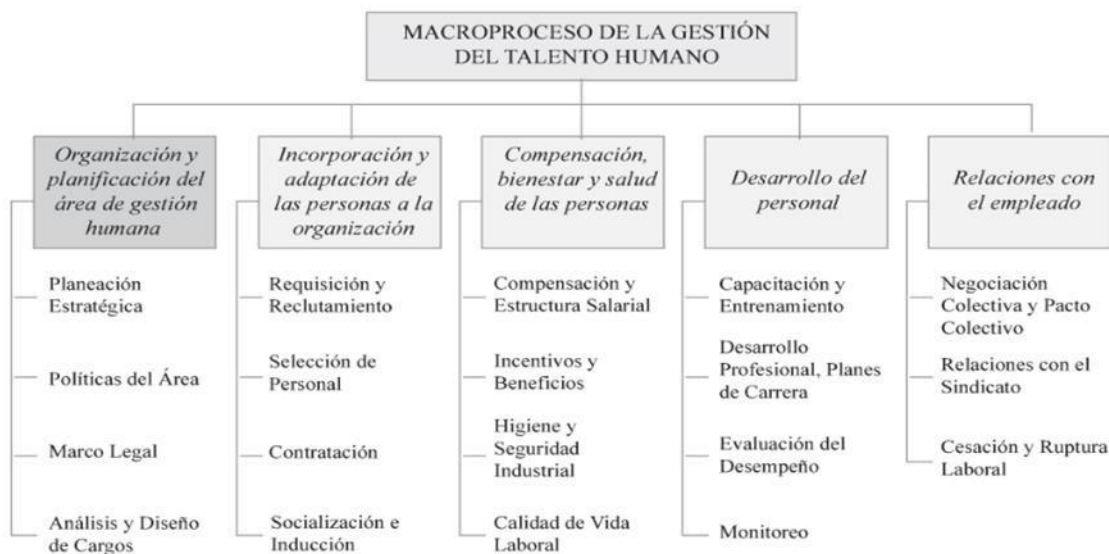 MACROPROCESO DE LA GESTIÓN
DEL TALENTO HUMANO
Organización y
planificación del
área de gestión
humana
Planeación
Estratégica
Políticas del Área
Marco Legal
Análisis y Diseño
de Cargos
Incorporación y
adaptación de
las personas a la
organización
Requisición y
Reclutamiento
Selección de
Personal
Contratación
Socialización e
Inducción
Compensación,
bienestar y salud
de las personas
Compensación y
Estructura Salarial
Incentivos y
Beneficios
Higiene y
Seguridad
Industrial
Calidad de Vida
Laboral
Desarrollo del
personal
Capacitación y
Entrenamiento
Desarrollo
Profesional, Planes
de Carrera
Evaluación del
Desempeño
Monitoreo
Relaciones con
el empleado
Negociación
Colectiva y Pacto
Colectivo
Relaciones con el
Sindicato
Cesación y Ruptura
Laboral